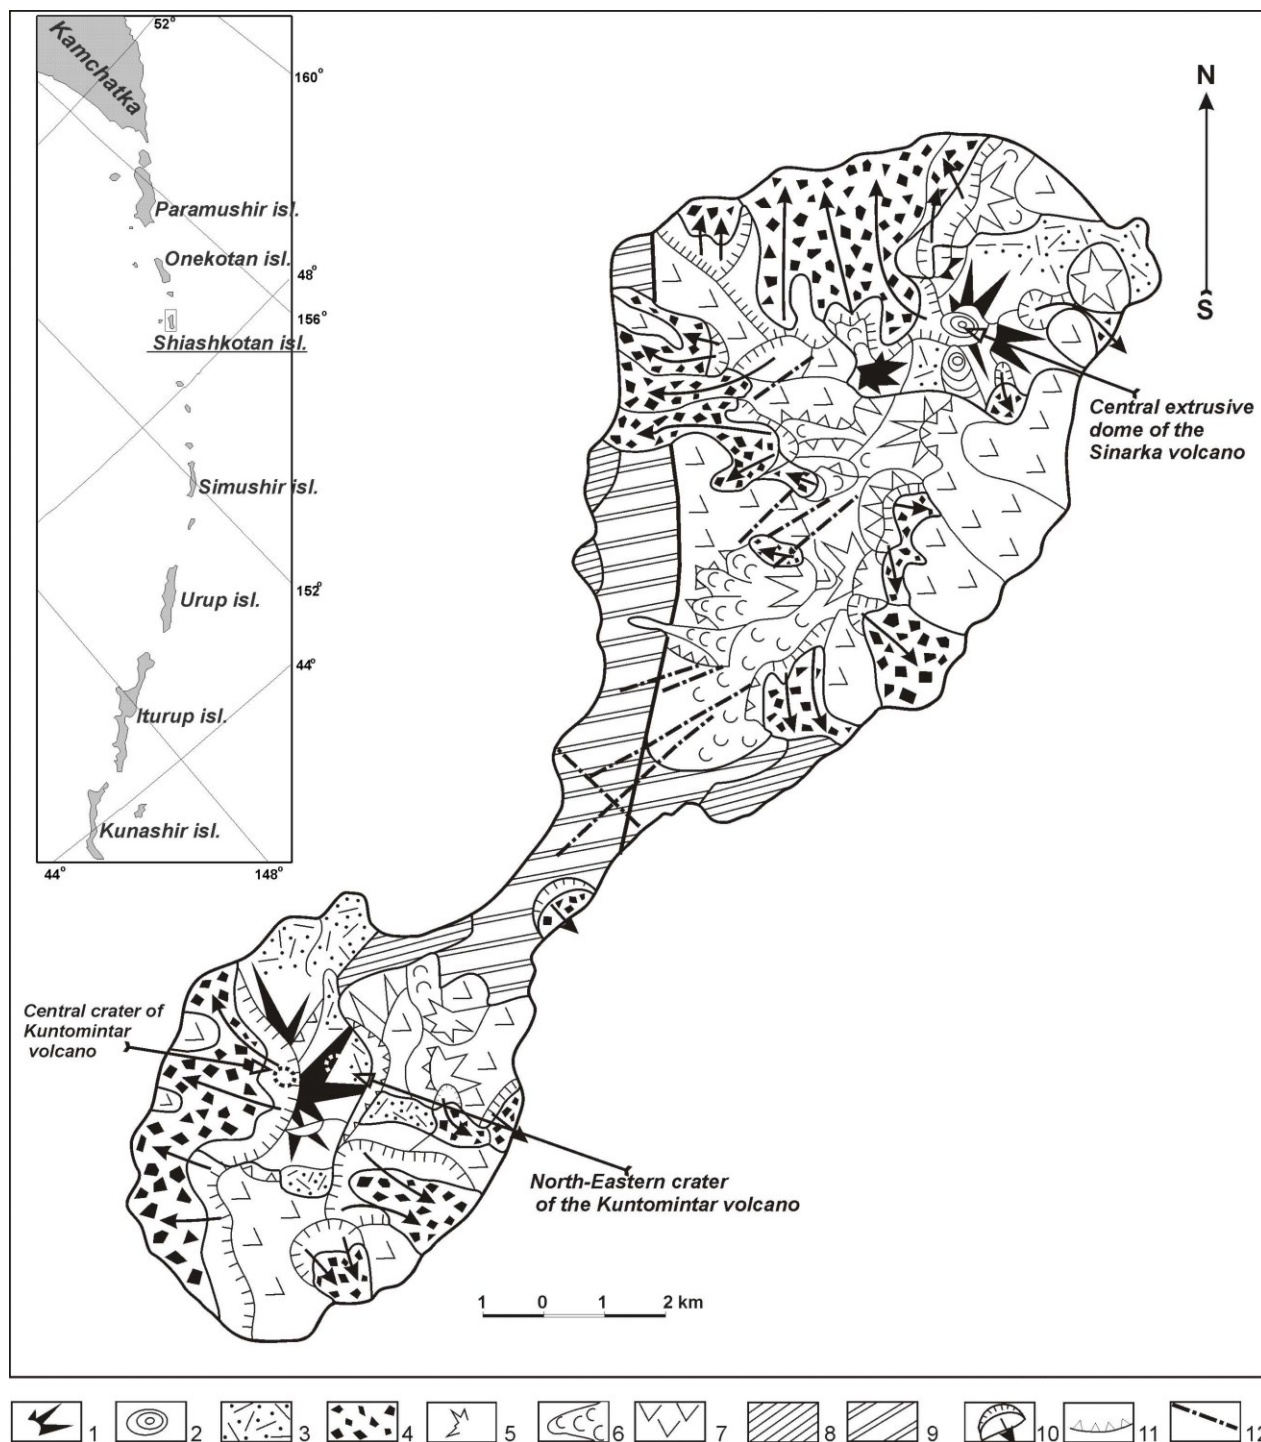 52°
160°
Kamchatka
N
S
Paramushir isl.
Onekotan isl.
48°
156°
Shiashkotan isl.
Simushir isl.
152°
Urup isl.
44°
Iturup isl.
Kunashir isl.
44°
148°
Central extrusive
dome of the
Sinarka volcano
Central crater of
Kuntomintar
volcano
North-Eastern crater
of the Kuntomintar volcano
1 0 1 2 km
1 2 3 4 5 6 7 8 9 10 11 12